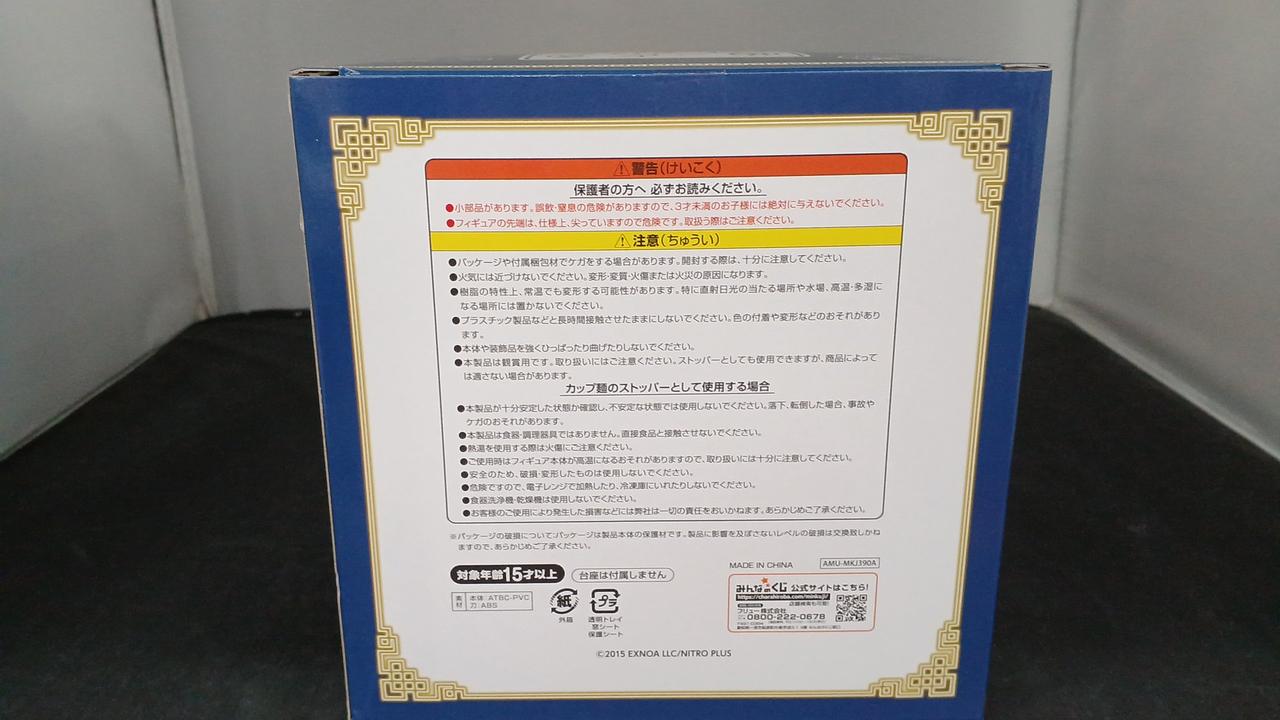 ⚠警告(けいこく)
保護者の方へ 必ずお読みください。
●小部品があります。誤飲・窒息の危険がありますので、3才未満のお子様には絶対に与えないでください。
●フィギュアの先端は、仕様上、尖っていますので危険です。取扱う際はご注意ください。
⚠注意(ちゅうい)
●パッケージや付属梱包材でケガをする場合があります。開封する際は、十分に注意してください。
●火気には近づけないでください。変形・変質・火傷または火災の原因になります。
●樹脂の特性上、常温でも変形する可能性があります。特に直射日光の当たる場所や水場、高温・多湿に
なる場所には置かないでください。
●プラスチック製品などと長時間接触させたままにしないでください。色の付着や変形などのおそれがあり
ます。
●本体や装飾品を強くひっぱったり曲げたりしないでください。
●本製品は観賞用です。取り扱いにはご注意ください。ストッパーとしても使用できますが、商品によって
は適さない場合があります。
カップ麺のストッパーとして使用する場合
●本製品が十分安定した状態か確認し、不安定な状態では使用しないでください。落下、転倒した場合、事故や
ケガのおそれがあります。
●本製品は食器・調理器具ではありません。直接食品と接触させないでください。
●熱湯を使用する際は火傷にご注意ください。
●ご使用時はフィギュア本体が高温になるおそれがありますので、取り扱いには十分に注意してください。
●安全のため、破損・変形したものは使用しないでください。
●危険ですので、電子レンジで加熱したり、冷凍庫にいれたりしないでください。
●食器洗浄機・乾燥機は使用しないでください。
●お客様のご使用により発生した損害などには弊社は一切の責任をおいかねます。あらかじめご了承ください。
※パッケージの破損について:パッケージは製品本体の保護材です。製品に影響を及ぼさないレベルの破損は交換致しかね
ますので、あらかじめご了承ください。
対象年齢15才以上 台座は付属しません
MADE IN CHINA AMU-MKJ390A
素材 本体:ATBC-PVC
刀:ABS
紙
外箱
プラ
透明トレイ
窓シート
保護シート
みんなのくじ 公式サイトはこちら!
https://charahiroba.com/minkuji/
店舗検索も可能!
フリュー株式会社
0800-222-0678
©2015 EXNOA LLC/NITRO PLUS